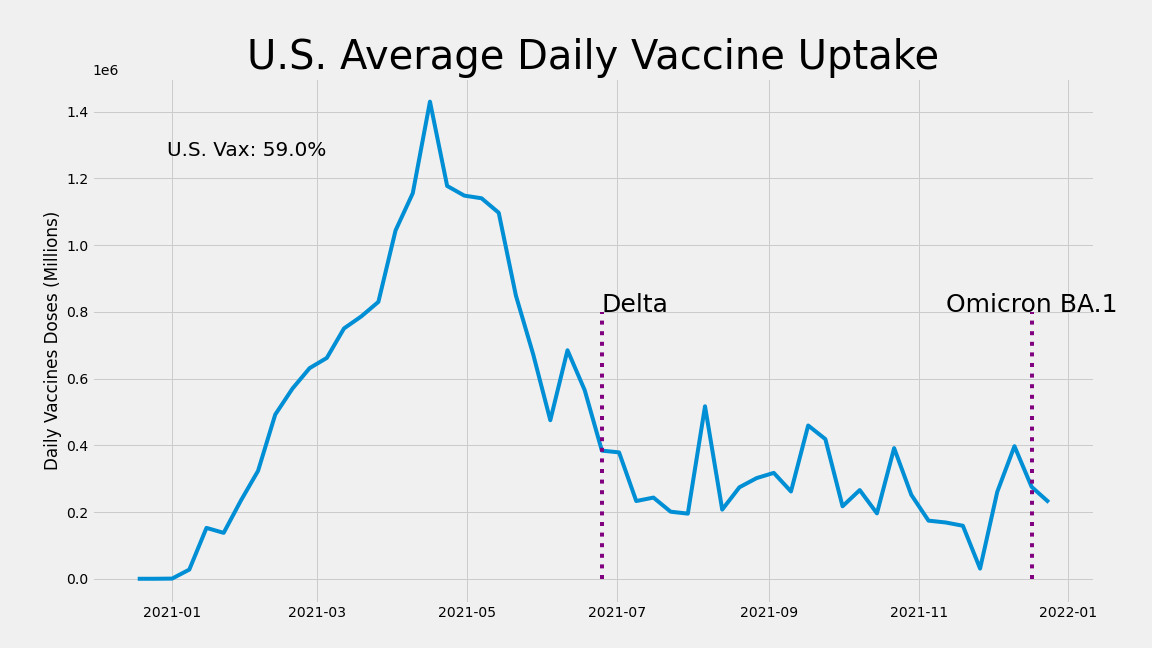 U.S. Average Daily Vaccine Uptake
1e6
1.4
U.S. Vax: 59.0%
1.2
1.0
Daily Vaccines Doses (Millions)
Delta
Omicron BA.1
0.8
0.6
0.4
0.2
0.0
2021-01
2021-03
2021-05
2021-07
2021-09
2021-11
2022-01